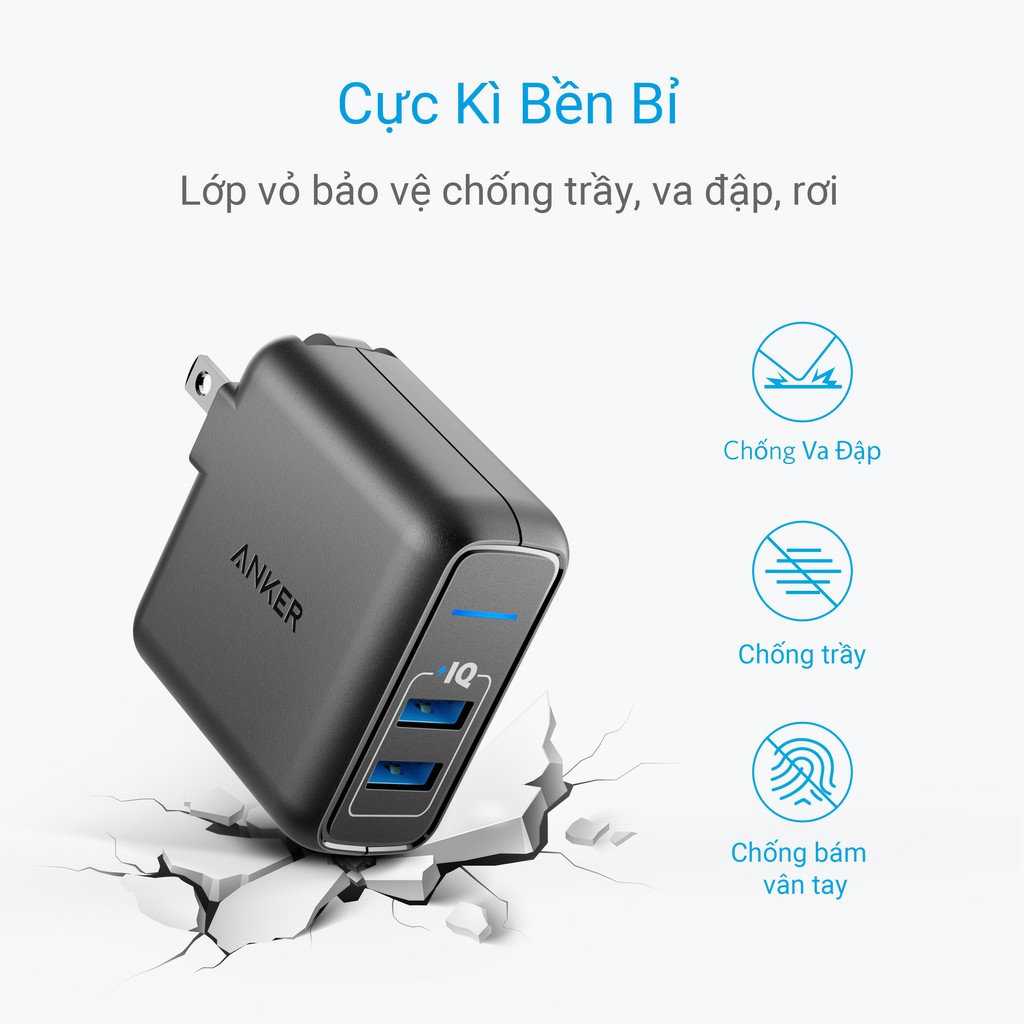 Cực Kì Bền Bỉ
Lớp vỏ bảo vệ chống trầy, va đập, rơi
ANKER
IQ
Chống Va Đập
Chống trầy
Chống bám
vân tay